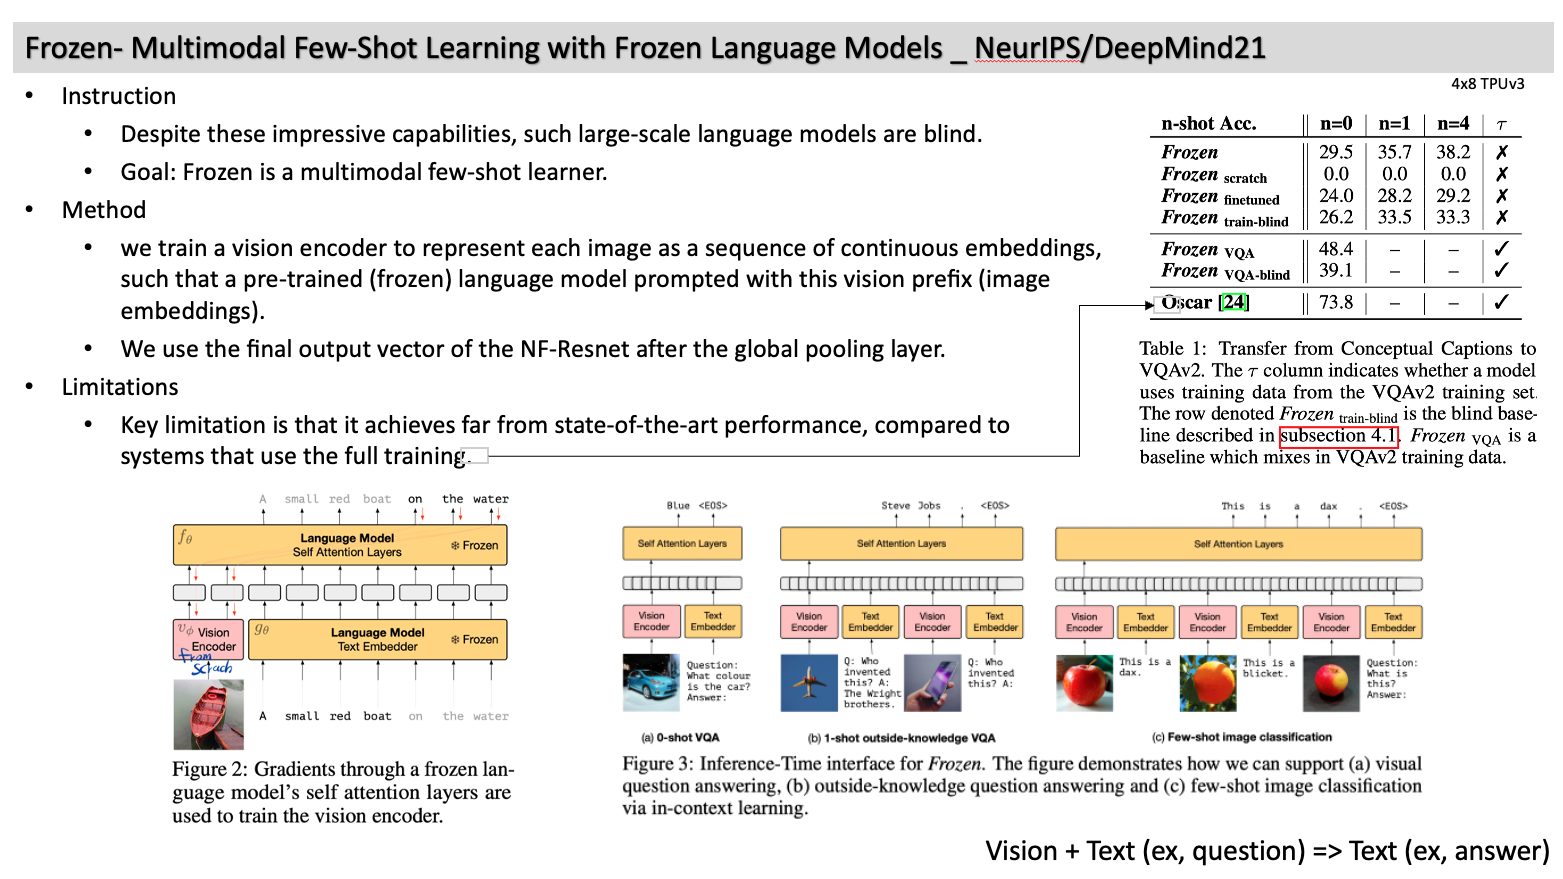 Frozen- Multimodal Few-Shot Learning with Frozen Language Models _ NeurIPS/DeepMind21
4x8 TPUv3
• Instruction
• Despite these impressive capabilities, such large-scale language models are blind.
• Goal: Frozen is a multimodal few-shot learner.
• Method
• we train a vision encoder to represent each image as a sequence of continuous embeddings,
such that a pre-trained (frozen) language model prompted with this vision prefix (image
embeddings).
• We use the final output vector of the NF-Resnet after the global pooling layer.
• Limitations
• Key limitation is that it achieves far from state-of-the-art performance, compared to
systems that use the full training.
n-shot Acc. n=0 n=1 n=4 τ
Frozen 29.5 35.7 38.2 ✗
Frozen scratch 0.0 0.0 0.0 ✗
Frozen finetuned 24.0 28.2 29.2 ✗
Frozen train-blind 26.2 33.5 33.3 ✗
Frozen VQA 48.4 – – ✓
Frozen VQA-blind 39.1 – – ✓
Oscar [24] 73.8 – – ✓
Table 1: Transfer from Conceptual Captions to
VQAv2. The τ column indicates whether a model
uses training data from the VQAv2 training set.
The row denoted Frozen train-blind is the blind base-
line described in subsection 4.1. Frozen VQA is a
baseline which mixes in VQAv2 training data.
A small red boat on the water
fθ
Language Model
Self Attention Layers
❄ Frozen
vϕ Vision
Encoder
From
Scrach
gθ
Language Model
Text Embedder
❄ Frozen
A small red boat on the water
Figure 2: Gradients through a frozen lan-
guage model's self attention layers are
used to train the vision encoder.
Blue <EOS>
Self Attention Layers
Vision
Encoder
Text
Embedder
Question:
What colour
is the car?
Answer:
(a) 0-shot VQA
Steve Jobs . <EOS>
Self Attention Layers
Vision
Encoder
Text
Embedder
Vision
Encoder
Text
Embedder
Q: Who
invented
this? A:
The Wright
brothers.
Q: Who
invented
this? A:
(b) 1-shot outside-knowledge VQA
This is a dax . <EOS>
Self Attention Layers
Vision
Encoder
Text
Embedder
Vision
Encoder
Text
Embedder
Vision
Encoder
Text
Embedder
This is a
dax.
This is a
blicket.
Question:
What is
this?
Answer:
(c) Few-shot image classification
Figure 3: Inference-Time interface for Frozen. The figure demonstrates how we can support (a) visual
question answering, (b) outside-knowledge question answering and (c) few-shot image classification
via in-context learning.
Vision + Text (ex, question) => Text (ex, answer)